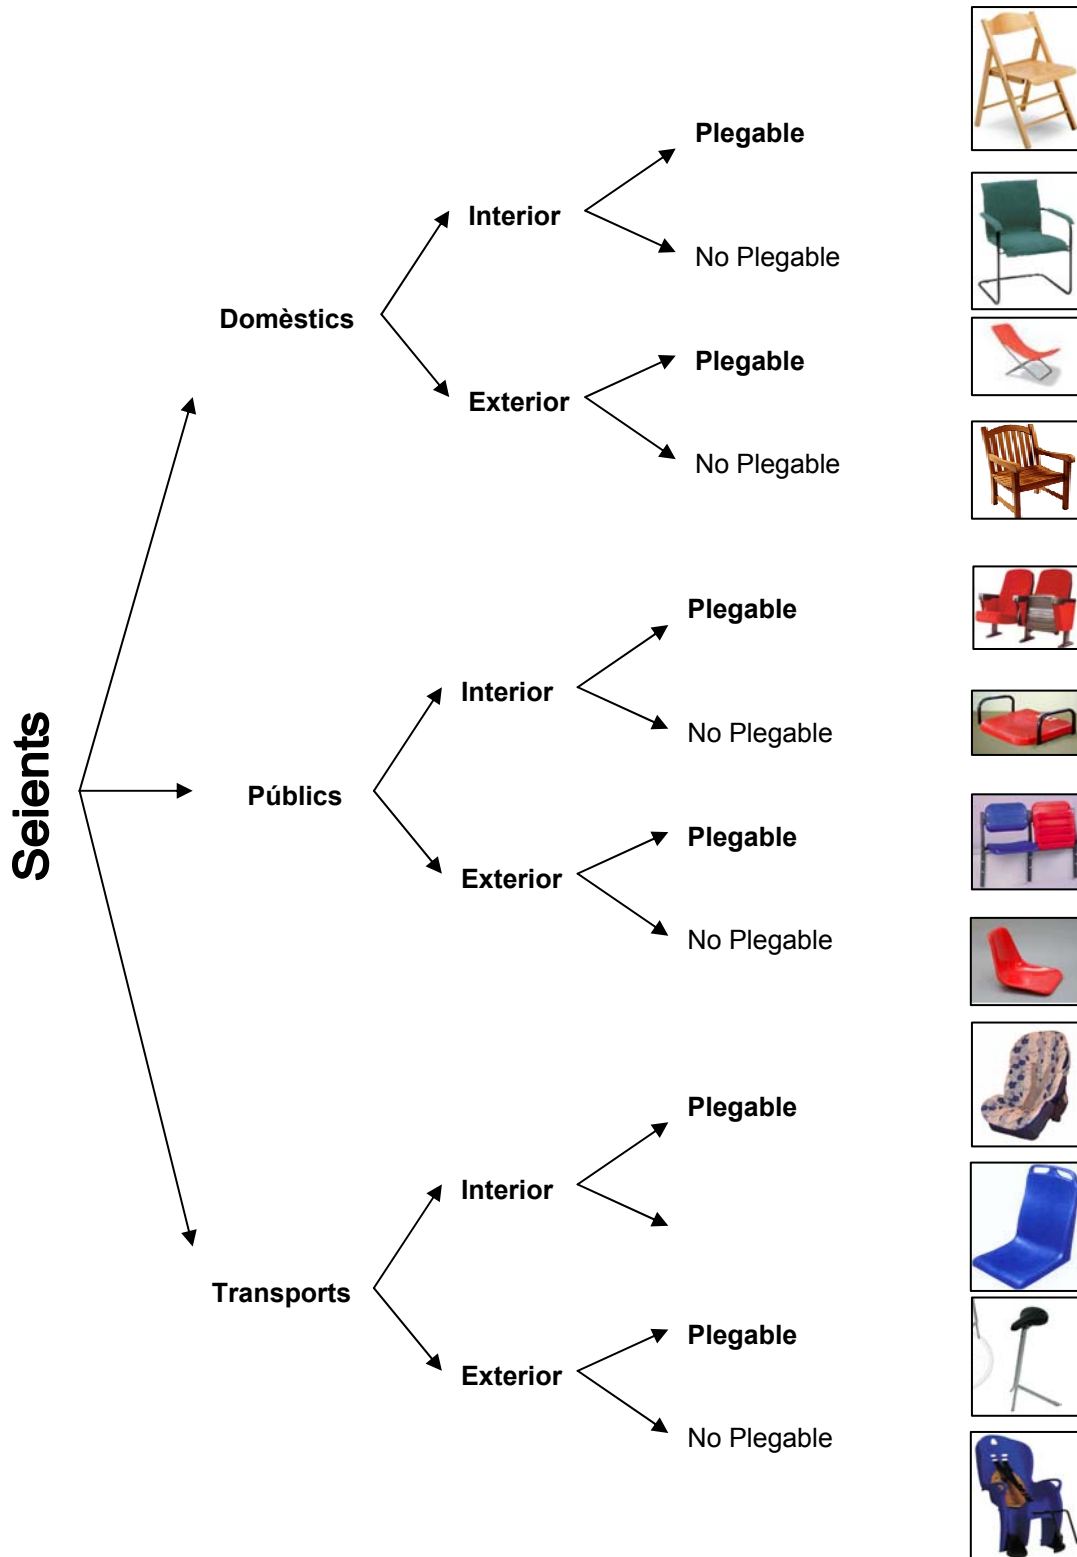 Seients
Domèstics
Interior
Plegable
No Plegable
Exterior
Plegable
No Plegable
Públics
Interior
Plegable
No Plegable
Exterior
Plegable
No Plegable
Transports
Interior
Plegable
Exterior
Plegable
No Plegable